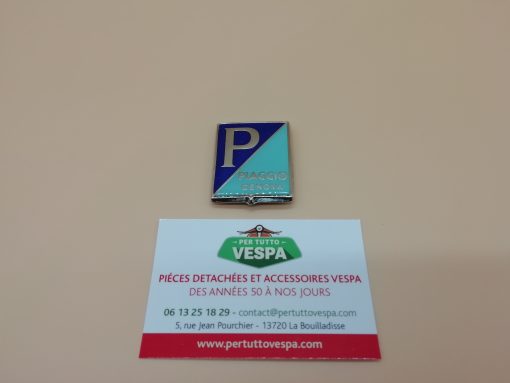 P
PIAGGIO
GENOVA
PER TUTTO
VESPA
PIÉCES DETACHÉES ET ACCESSOIRES VESPA
DES ANNÉES 50 À NOS JOURS
06 13 25 18 29 - contact@pertuttovespa.com
5, rue Jean Pourchier - 13720 La Bouilladisse
www.pertuttovespa.com